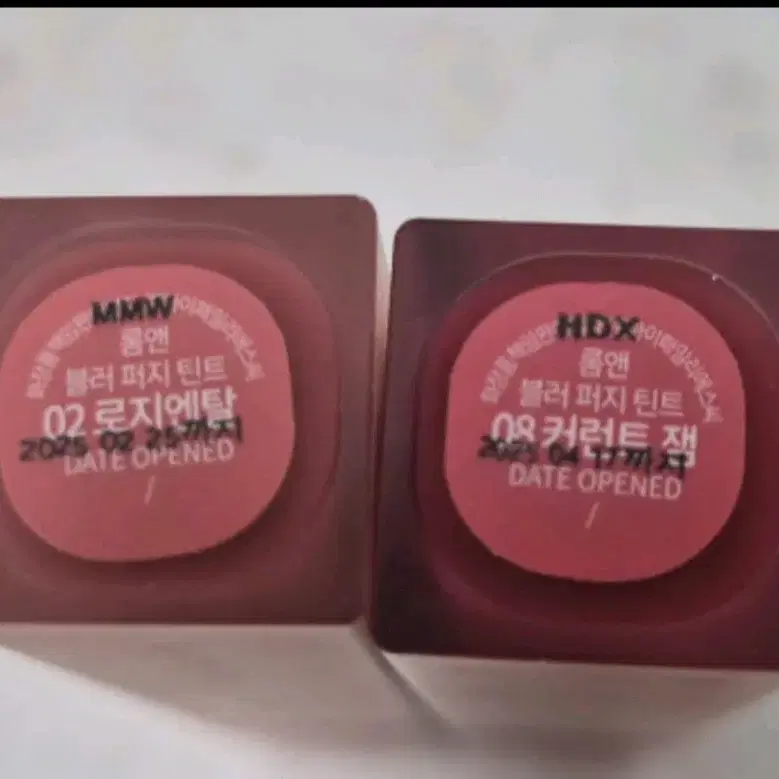 MMW
롬앤
블러 퍼지 틴트
02 로지엔탈
2025 02 25까지
DATE OPENED
/
HDX
롬앤
블러 퍼지 틴트
08 커런트 잼
2025 04 17까지
DATE OPENED
/